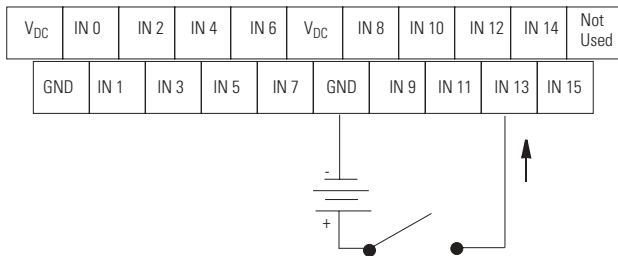 VDC IN 0 IN 2 IN 4 IN 6 VDC IN 8 IN 10 IN 12 IN 14 Not Used
GND IN 1 IN 3 IN 5 IN 7 GND IN 9 IN 11 IN 13 IN 15
-
+